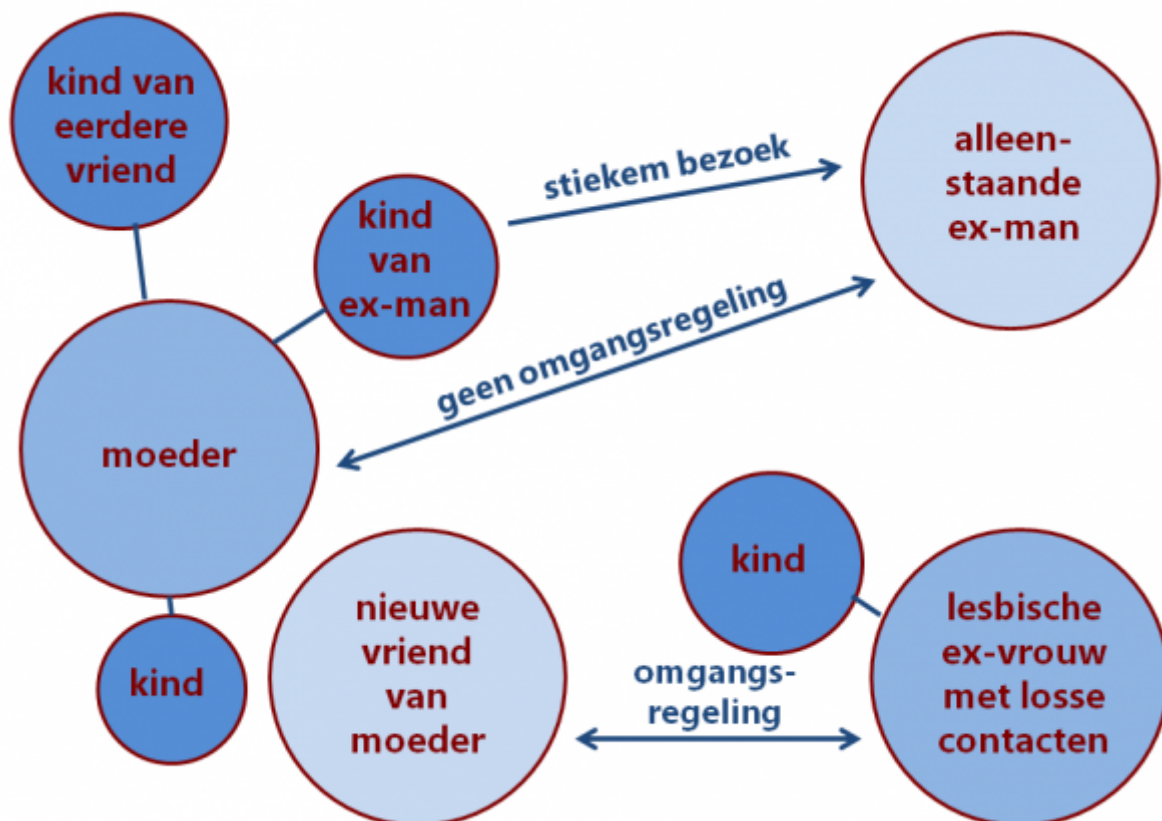 kind van
eerdere
vriend
kind
van
ex-man
stiekem bezoek
alleen-
staande
ex-man
geen omgangsregeling
moeder
kind
nieuwe
vriend
van
moeder
kind
omgangs-
regeling
lesbische
ex-vrouw
met losse
contacten